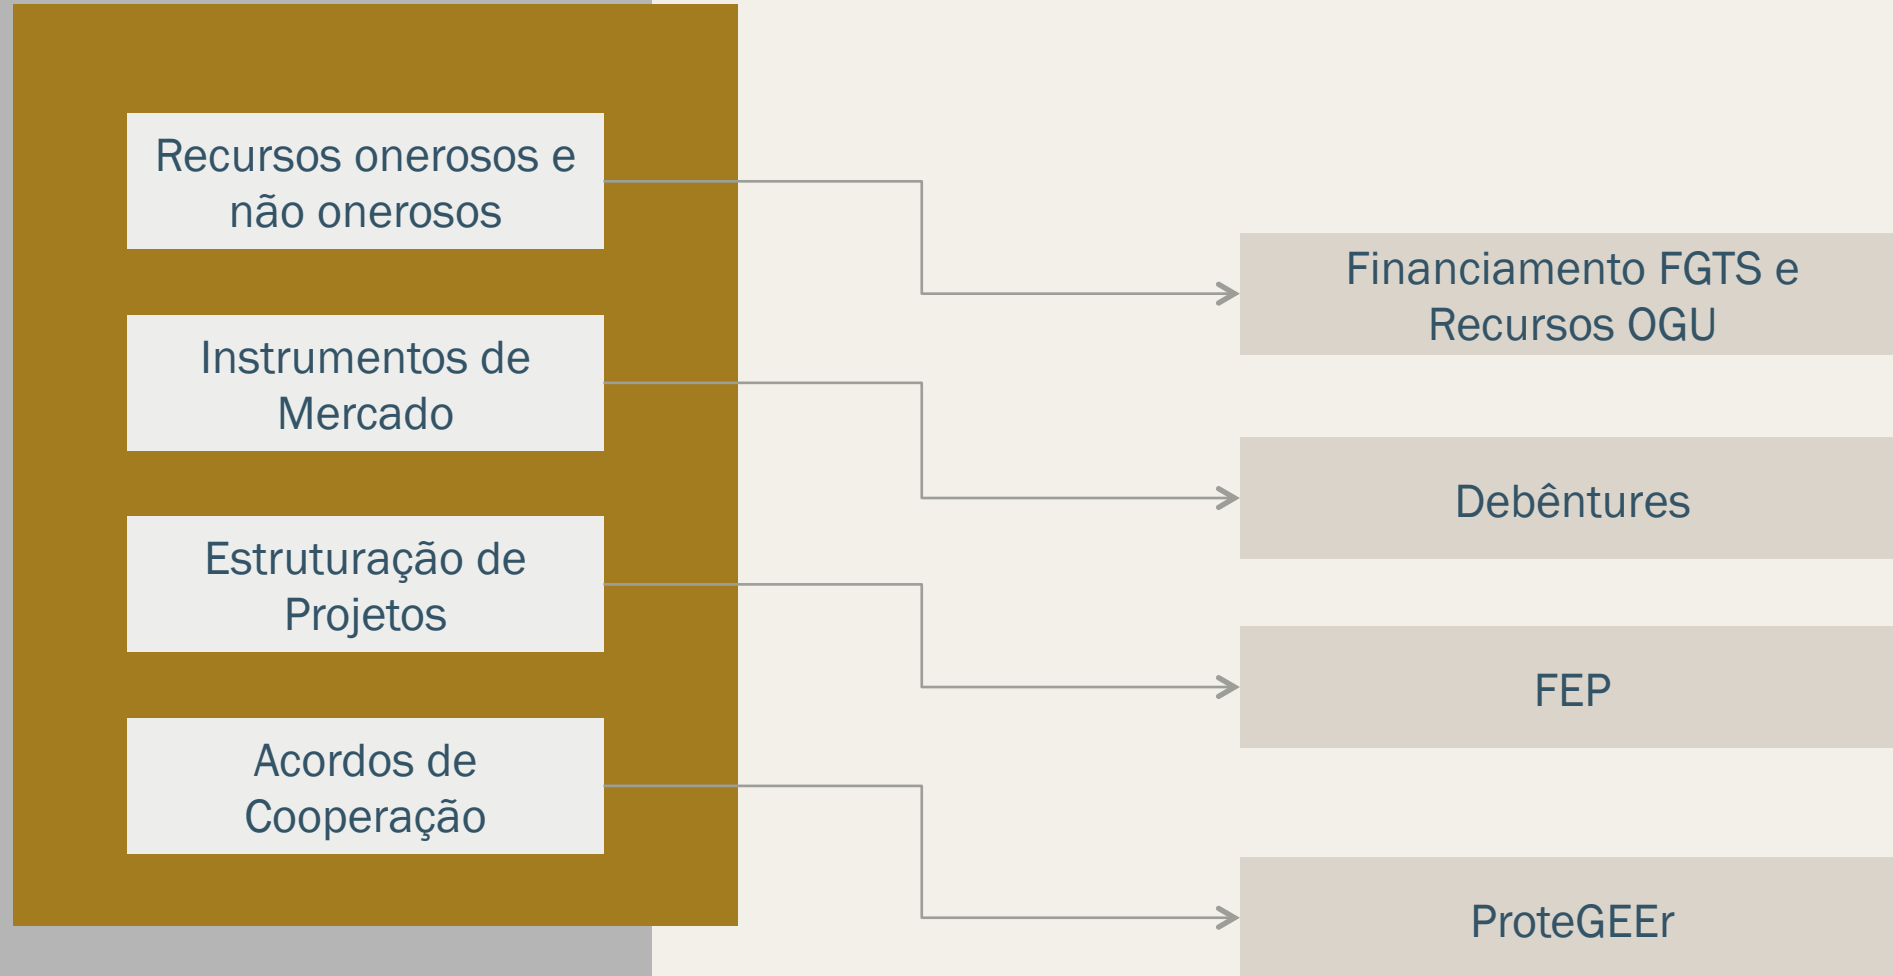 Recursos onerosos e
não onerosos
Instrumentos de
Mercado
Estruturação de
Projetos
Acordos de
Cooperação
Financiamento FGTS e
Recursos OGU
Debêntures
FEP
ProteGEEr